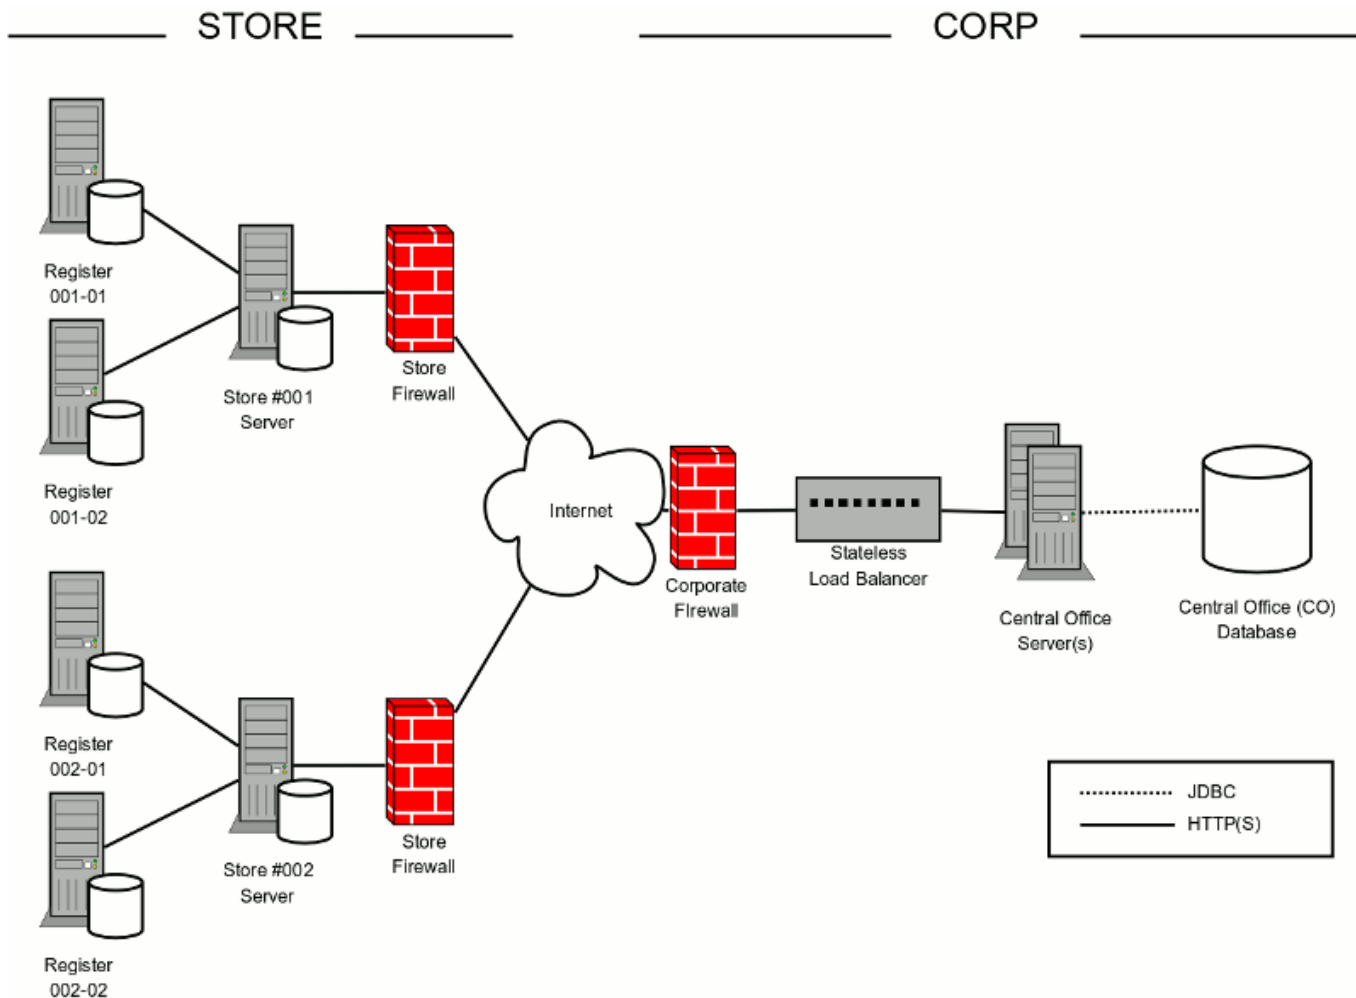 STORE
CORP
Register
001-01
Store
Firewall
Store #001
Server
Register
001-02
Internet
Stateless
Load Balancer
Corporate
FIrewall
Central Office
Server(s)
Central Office (CO)
Database
Register
002-01
JDBC
HTTP(S)
Store
Firewall
Store #002
Server
Register
002-02